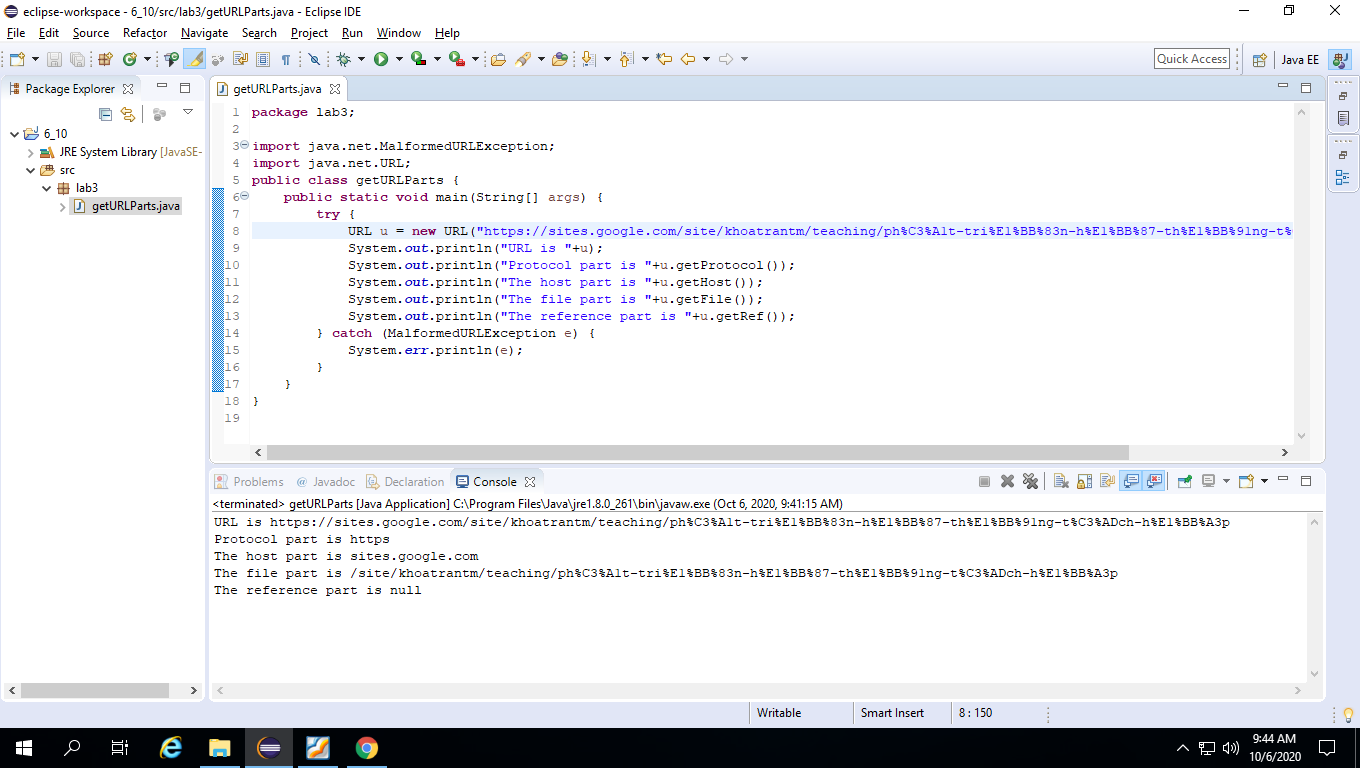 eclipse-workspace - 6_10/src/lab3/getURLParts.java - Eclipse IDE
File Edit Source Refactor Navigate Search Project Run Window Help
Quick Access
Java EE
Package Explorer
6_10
JRE System Library [JavaSE-
src
lab3
getURLParts.java
getURLParts.java
1 package lab3;
2
3 import java.net.MalformedURLException;
4 import java.net.URL;
5 public class getURLParts {
6 public static void main(String[] args) {
7 try {
8 URL u = new URL("https://sites.google.com/site/khoatrantm/teaching/ph%C3%A1t-tri%E1%BB%83n-h%E1%BB%87-th%E1%BB%91ng-t%
9 System.out.println("URL is "+u);
10 System.out.println("Protocol part is "+u.getProtocol());
11 System.out.println("The host part is "+u.getHost());
12 System.out.println("The file part is "+u.getFile());
13 System.out.println("The reference part is "+u.getRef());
14 } catch (MalformedURLException e) {
15 System.err.println(e);
16 }
17 }
18 }
19
Problems @ Javadoc Declaration Console
<terminated> getURLParts [Java Application] C:\Program Files\Java\jre1.8.0_261\bin\javaw.exe (Oct 6, 2020, 9:41:15 AM)
URL is https://sites.google.com/site/khoatrantm/teaching/ph%C3%A1t-tri%E1%BB%83n-h%E1%BB%87-th%E1%BB%91ng-t%C3%ADch-h%E1%BB%A3p
Protocol part is https
The host part is sites.google.com
The file part is /site/khoatrantm/teaching/ph%C3%A1t-tri%E1%BB%83n-h%E1%BB%87-th%E1%BB%91ng-t%C3%ADch-h%E1%BB%A3p
The reference part is null
Writable
Smart Insert
8 : 150
9:44 AM
10/6/2020